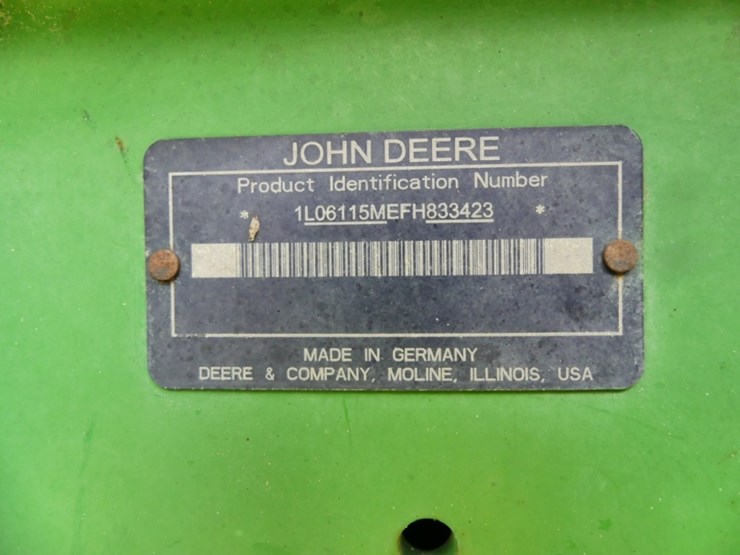 JOHN DEERE
Product Identification Number
* 1L06115MEFH833423 *
MADE IN GERMANY
DEERE & COMPANY, MOLINE, ILLINOIS, USA